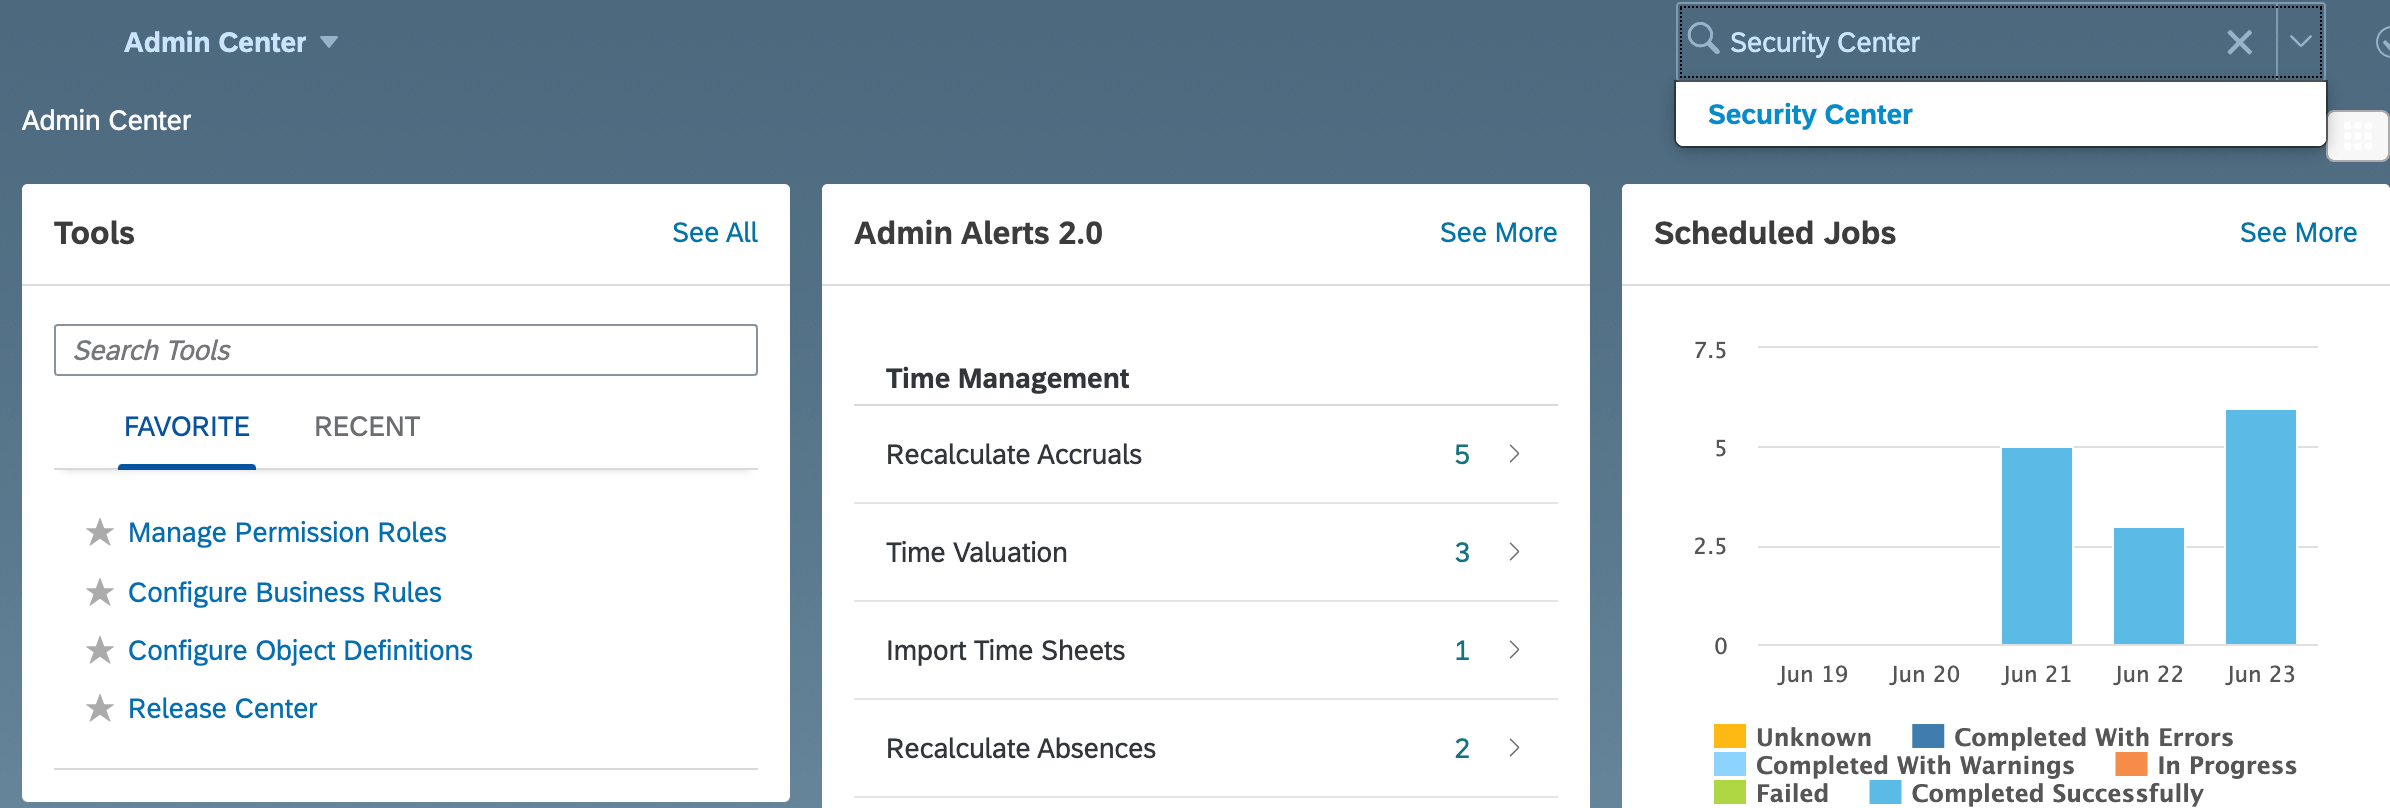 Admin Center
Security Center
Security Center
Admin Center
Tools
See All
Search Tools
FAVORITE
RECENT
Manage Permission Roles
Configure Business Rules
Configure Object Definitions
Release Center
Admin Alerts 2.0
See More
Time Management
Recalculate Accruals 5
Time Valuation 3
Import Time Sheets 1
Recalculate Absences 2
Scheduled Jobs
See More
7.5
5
2.5
0
Jun 19 Jun 20 Jun 21 Jun 22 Jun 23
Unknown Completed With Errors
Completed With Warnings In Progress
Failed Completed Successfully